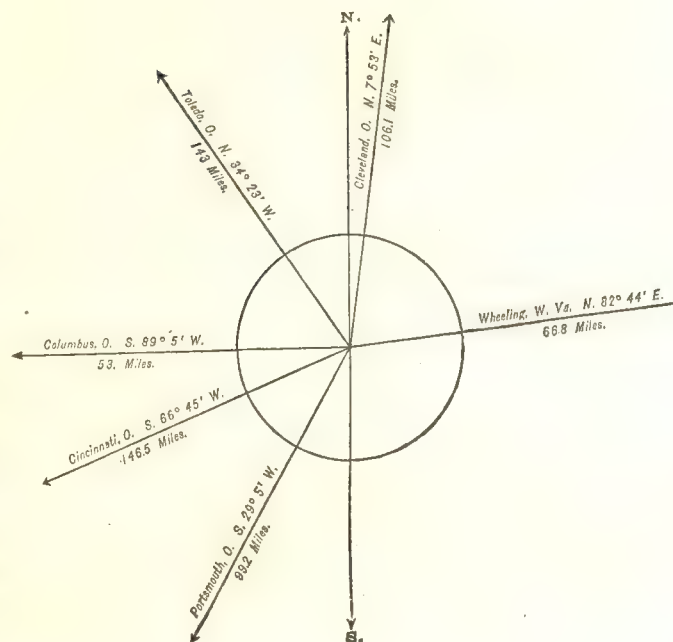 N.
Cleveland, O. N. 7° 53' E.
106.1 Miles.
Toledo, O. N. 34° 23' W.
143 Miles.
Wheeling, W. Va. N. 82° 44' E.
66.8 Miles.
Columbus, O. S. 89° 5' W.
53. Miles.
Cincinnati, O. S. 66° 45' W.
146.5 Miles.
Portsmouth, O. S. 29° 5' W.
99.2 Miles.
S.